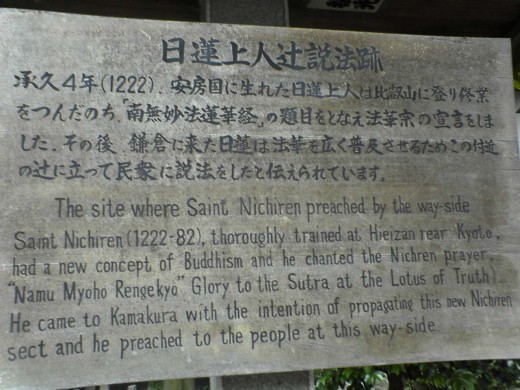 日蓮上人辻説法跡
承久4年(1222)、安房国に生れた日蓮上人は比叡山に登り修業
をつんだのち、「南無妙法蓮華経」の題目をとなえ法華宗の宣言をしま
した。その後、鎌倉に来た日蓮は法華を広く普及させるためこの付近
の辻に立って民衆に説法をしたと伝えられています。
The site where Saint Nichiren preached by the way-side
Saint Nichiren (1222-82), thoroughly trained at Hieizan rear Kyoto,
had a new concept of Buddhism and he chanted the Nichren prayer,
"Namu Myoho Rengekyo" Glory to the Sutra at the Lotus of Truth).
He came to Kamakura with the intention of propagating this new Nichiren
sect and he preached to the people at this way-side.